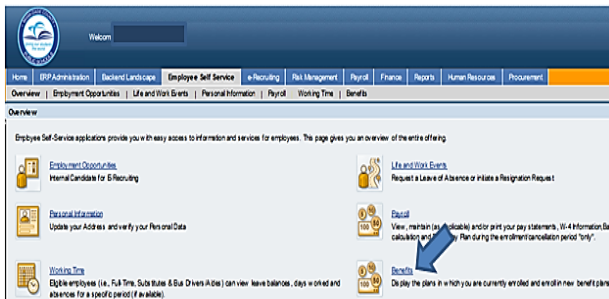 Welcom
Home ERP Administration Backend Landscape Employee Self Service e-Recruiting Risk Management Payroll Finance Reports Human Resources Procurement
Overview | Employment Opportunities | Life and Work Events | Personal Information | Payroll Working Time | Benefits
Overview
Employee Self-Service applications provide you with easy access to information and services for employees. This page gives you an overview of the entire offering
Employment Opportunities
Internal Candidate for E-Recruiting
Life and Work Events
Request a Leave of Absence or initiate a Resignation Request
Personal Information
Update your Address and verify your Personal Data
Payroll
View, maintain (as applicable) and/or print your pay statements, W-4 Information, Ba
calculation and Plan during the enrollment cancellation period "only".
Working Time
Eligible employees (i.e., Full-Time, Substitutes & Bus Drivers/Aides) can view leave balances, days worked and
absences for a specific period (if available).
Benefits
Display the plans in which you are currently enrolled and enroll in new benefit plans